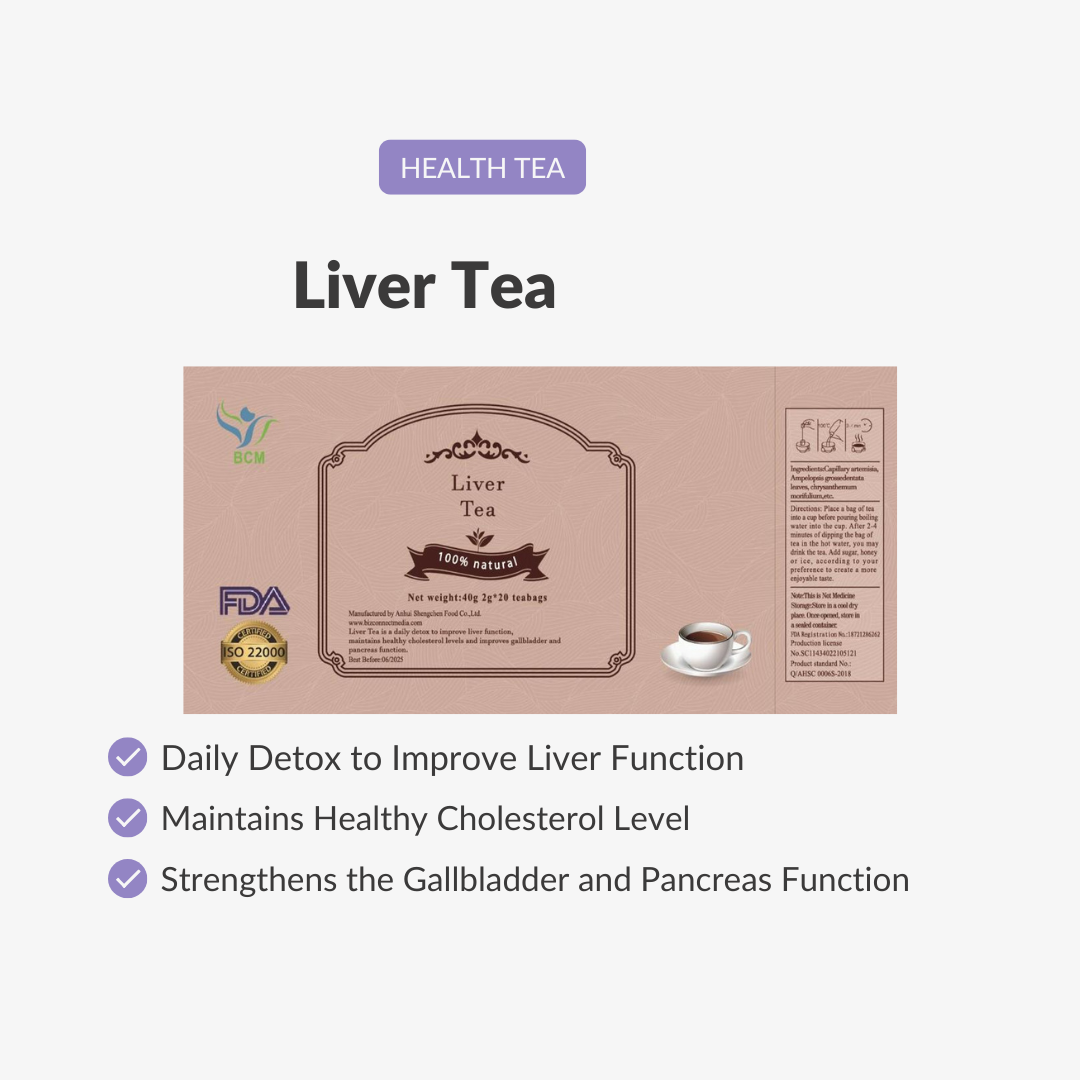 HEALTH TEA
Liver Tea
BCM
Liver
Tea
100% natural
Net weight:40g 2g*20 teabags
Manufactured by Anhui Shengchen Food Co.,Ltd.
www.bizconnectmedia.com
Liver Tea is a daily detox to improve liver function,
maintains healthy cholesterol levels and improves gallbladder and
pancreas function.
Best Before:06/2025
FDA
CERTIFIED
ISO 22000
CERTIFIED
100℃
Ingredients:Capillary artemisia,
Ampelopsis grossedentata
leaves, chrysanthemum
morifolium,etc.
Directions: Place a bag of tea
into a cup before pouring boiling
water into the cup. After 2-4
minutes of dipping the bag of
tea in the hot water, you may
drink the tea. Add sugar, honey
or ice, according to your
preference to create a more
enjoyable taste.
Note:This is Not Medicine
Storage:Store in a cool dry
place. Once opened, store in
a sealed container.
FDA Registration No.:18721286262
Production license
No.SC11434022105121
Product standard No.:
Q/AHSC 0006S-2018
Daily Detox to Improve Liver Function
Maintains Healthy Cholesterol Level
Strengthens the Gallbladder and Pancreas Function